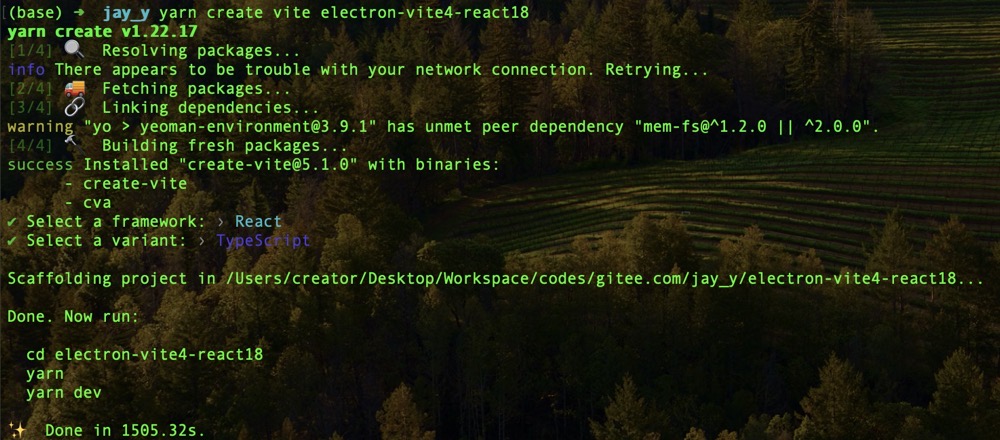 (base) ➜ jay_y yarn create vite electron-vite4-react18
yarn create v1.22.17
[1/4] 🔍 Resolving packages...
info There appears to be trouble with your network connection. Retrying...
[2/4] 🚚 Fetching packages...
[3/4] 🔗 Linking dependencies...
warning "yo > yeoman-environment@3.9.1" has unmet peer dependency "mem-fs@^1.2.0 || ^2.0.0".
[4/4] 🔨 Building fresh packages...
success Installed "create-vite@5.1.0" with binaries:
- create-vite
- cva
✔ Select a framework: › React
✔ Select a variant: › TypeScript
Scaffolding project in /Users/creator/Desktop/Workspace/codes/gitee.com/jay_y/electron-vite4-react18...
Done. Now run:
cd electron-vite4-react18
yarn
yarn dev
✨ Done in 1505.32s.